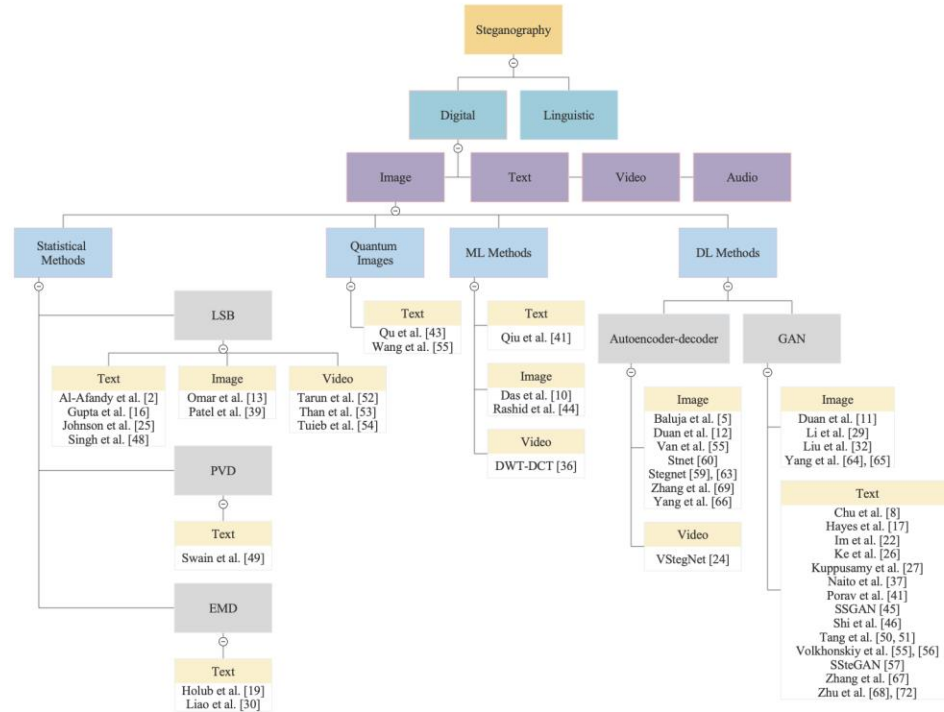 Steganography
Digital
Linguistic
Image
Text
Video
Audio
Statistical
Methods
Quantum
Images
ML Methods
DL Methods
LSB
Text
Al-Afandy et al. [2]
Gupta et al. [16]
Johnson et al. [25]
Singh et al. [48]
Image
Omar et al. [13]
Patel et al. [39]
Video
Tarun et al. [52]
Than et al. [53]
Tuieb et al. [54]
PVD
Text
Swain et al. [49]
EMD
Text
Holub et al. [19]
Liao et al. [30]
Text
Qu et al. [43]
Wang et al. [55]
Text
Qiu et al. [41]
Image
Das et al. [10]
Rashid et al. [44]
Video
DWT-DCT [36]
Autoencoder-decoder
Image
Baluja et al. [5]
Duan et al. [12]
Van et al. [55]
Stnet [60]
Stegnet [59], [63]
Zhang et al. [69]
Yang et al. [66]
Video
VStegNet [24]
GAN
Image
Duan et al. [11]
Li et al. [29]
Liu et al. [32]
Yang et al. [64], [65]
Text
Chu et al. [8]
Hayes et al. [17]
Im et al. [22]
Ke et al. [26]
Kuppusamy et al. [27]
Naito et al. [37]
Porav et al. [41]
SSGAN [45]
Shi et al. [46]
Tang et al. [50, 51]
Volkhonskiy et al. [55], [56]
SSteGAN [57]
Zhang et al. [67]
Zhu et al. [68], [72]